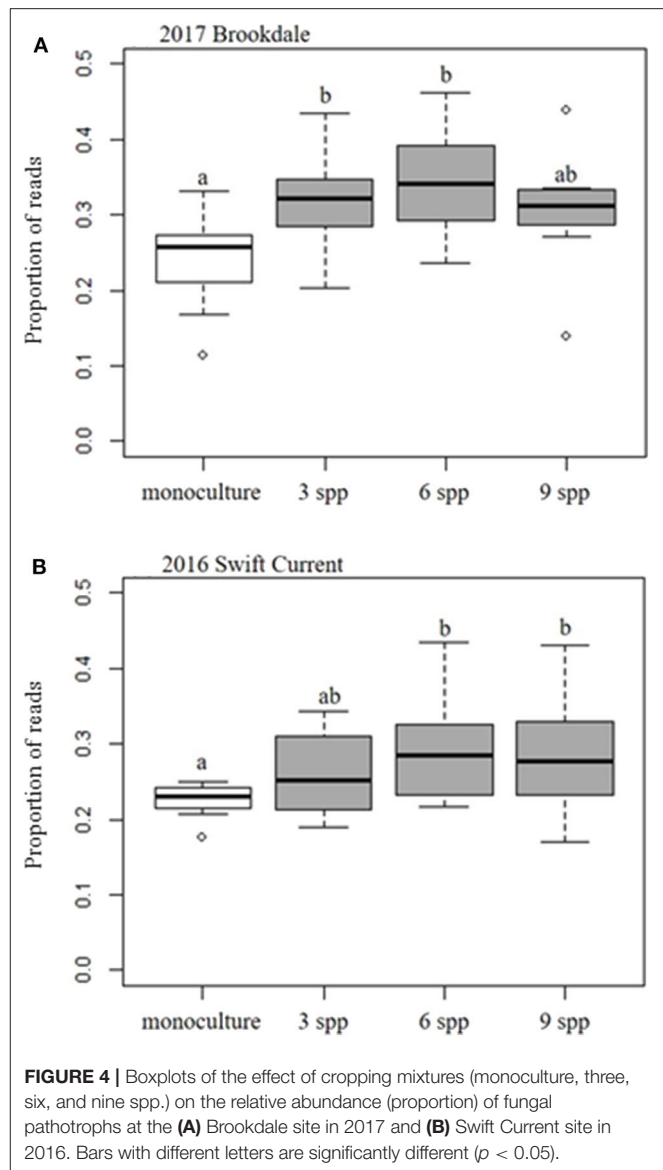 A
2017 Brookdale
Proportion of reads
0.5
0.4
0.3
0.2
0.1
0.0
a
b
b
ab
monoculture 3 spp 6 spp 9 spp
B
2016 Swift Current
Proportion of reads
0.5
0.4
0.3
0.2
0.1
0.0
a
ab
b
b
monoculture 3 spp 6 spp 9 spp
FIGURE 4 | Boxplots of the effect of cropping mixtures (monoculture, three,
six, and nine spp.) on the relative abundance (proportion) of fungal
pathotrophs at the (A) Brookdale site in 2017 and (B) Swift Current site in
2016. Bars with different letters are significantly different (p < 0.05).